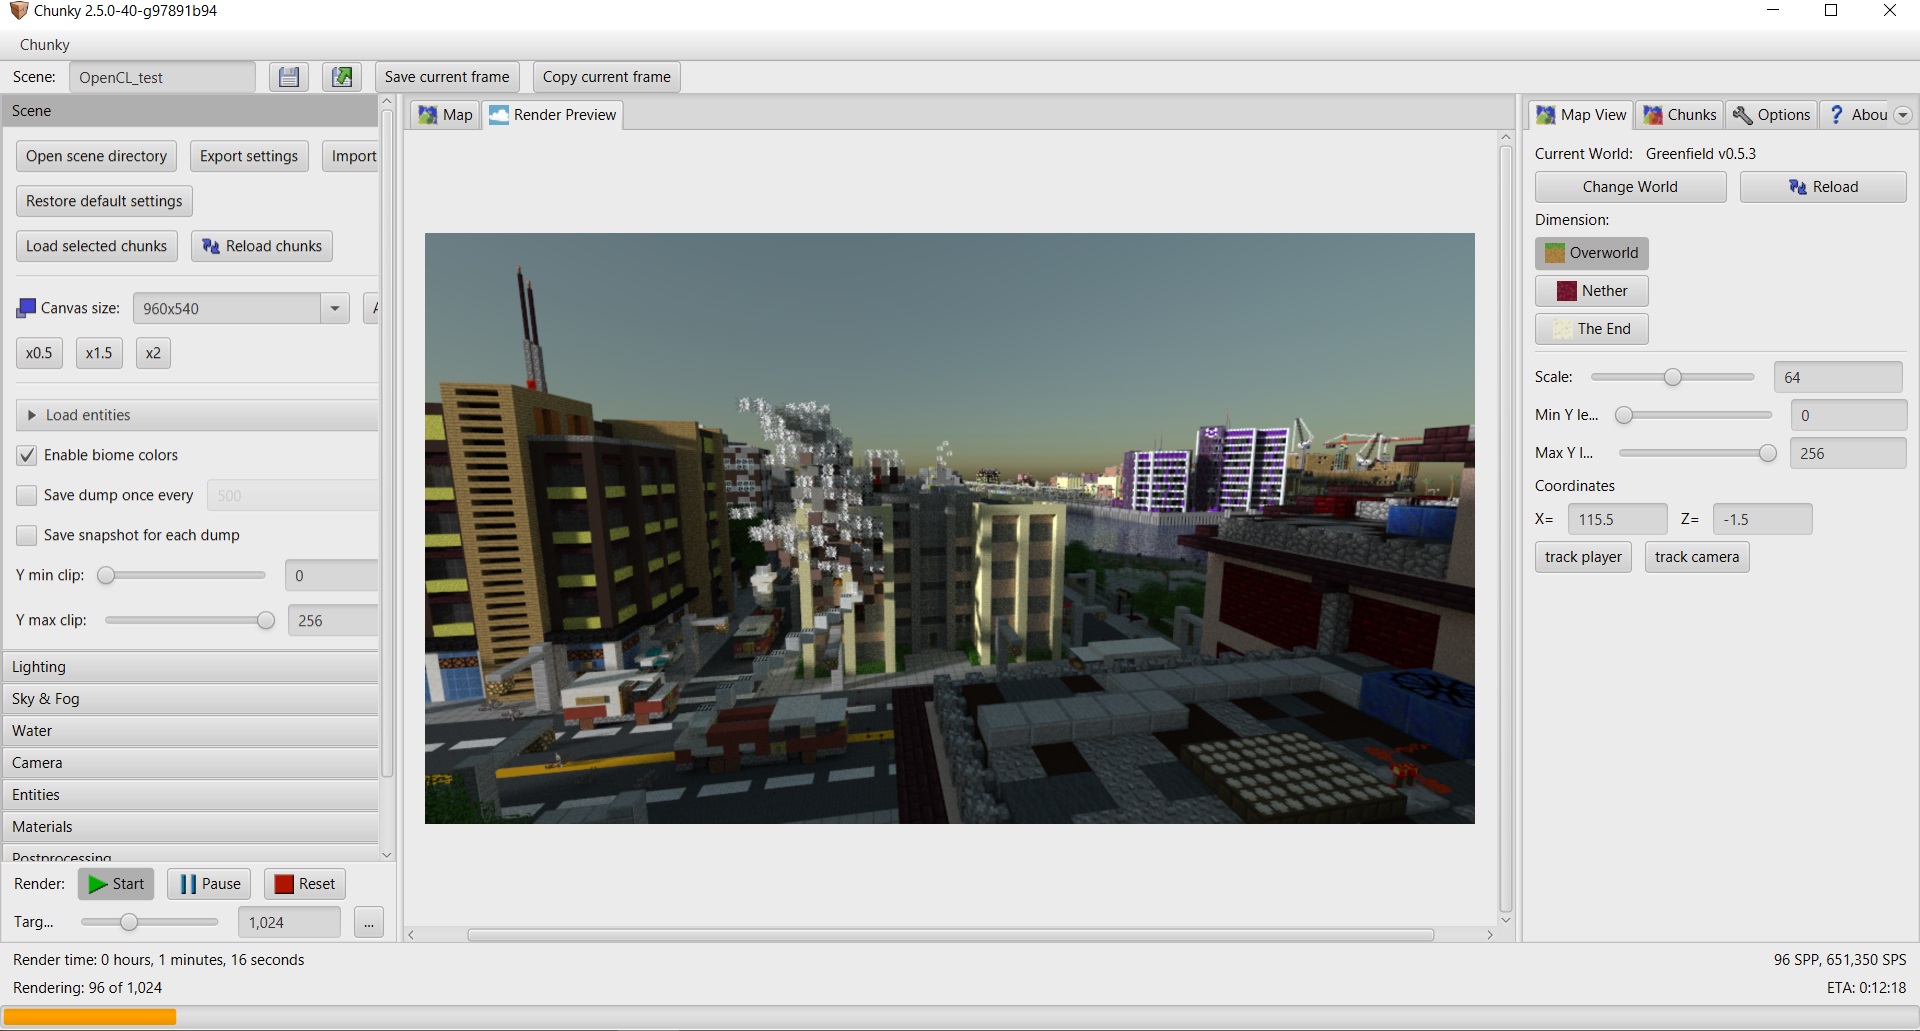 Chunky 2.5.0-40-g97891b94
Chunky
Scene: OpenCL_test Save current frame Copy current frame
Scene
Open scene directory Export settings Import
Restore default settings
Load selected chunks Reload chunks
Canvas size: 960x540 A
x0.5 x1.5 x2
Load entities
Enable biome colors
Save dump once every 500
Save snapshot for each dump
Y min clip: 0
Y max clip: 256
Lighting
Sky & Fog
Water
Camera
Entities
Materials
Postprocessing
Render: Start Pause Reset
Targ... 1,024 ...
Map Render Preview
Map View Chunks Options ? Abou
Current World: Greenfield v0.5.3
Change World Reload
Dimension:
Overworld
Nether
The End
Scale: 64
Min Y le... 0
Max Y l... 256
Coordinates
X= 115.5 Z= -1.5
track player track camera
Render time: 0 hours, 1 minutes, 16 seconds 96 SPP, 651,350 SPS
Rendering: 96 of 1,024 ETA: 0:12:18